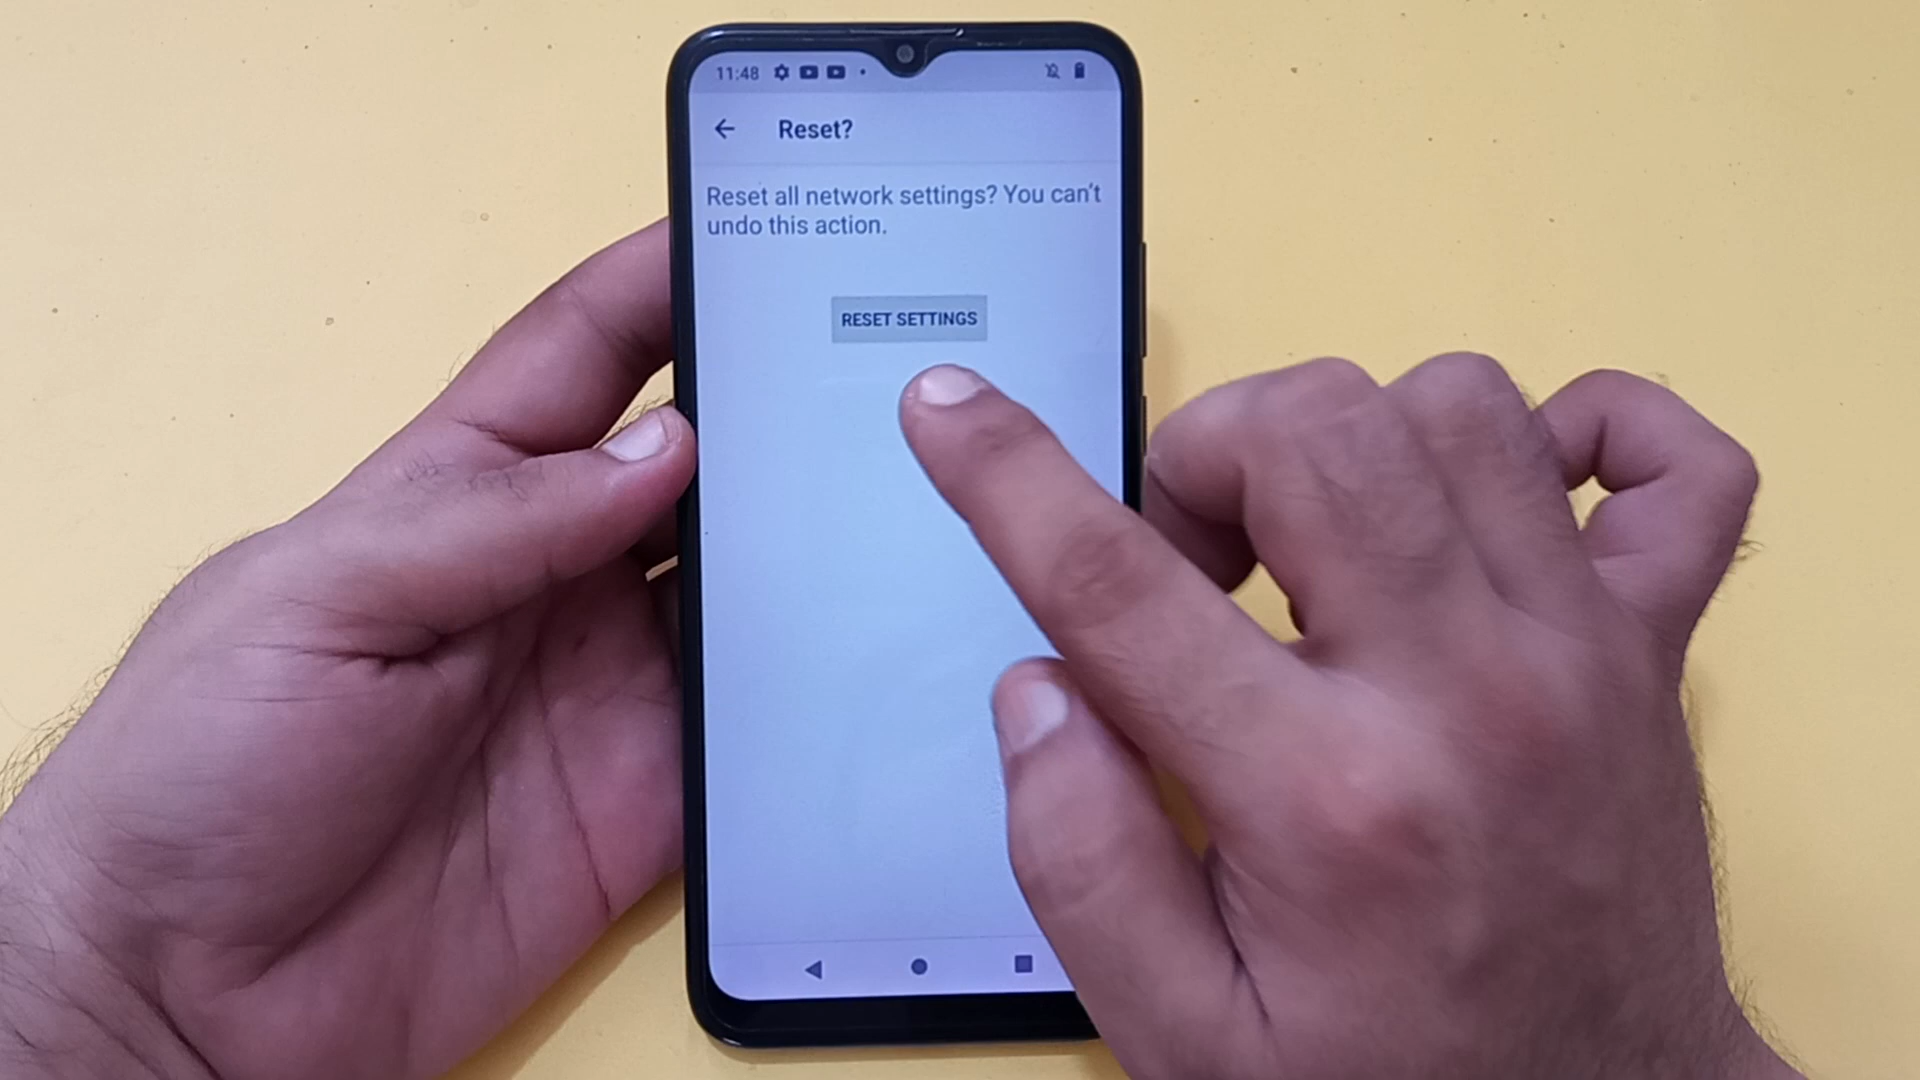 11:48
Reset?
Reset all network settings? You can't
undo this action.
RESET SETTINGS